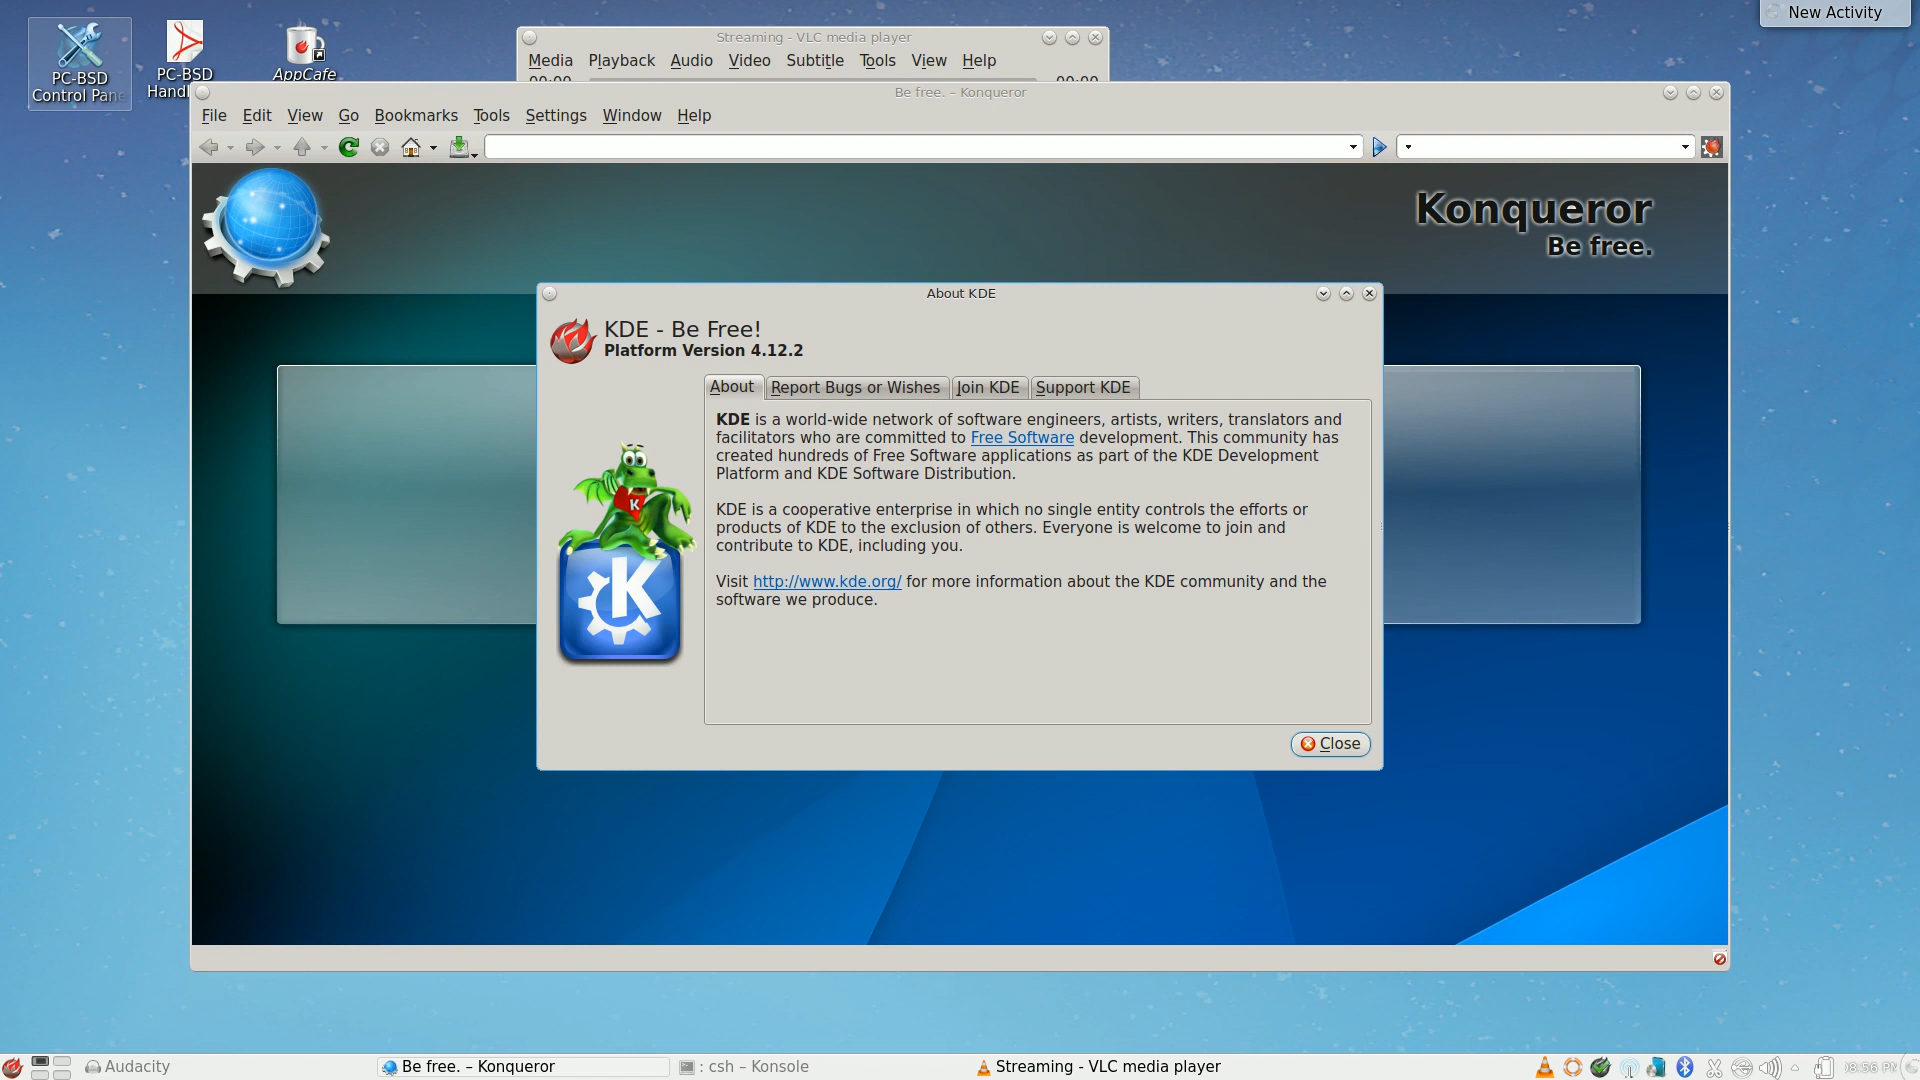 New Activity
PC-BSD
Control Pane
PC-BSD
Handl
AppCafe
Streaming - VLC media player
Media Playback Audio Video Subtitle Tools View Help
00:00 00:00
Be free. – Konqueror
File Edit View Go Bookmarks Tools Settings Window Help
Konqueror
Be free.
About KDE
KDE - Be Free!
Platform Version 4.12.2
About Report Bugs or Wishes Join KDE Support KDE
KDE is a world-wide network of software engineers, artists, writers, translators and
facilitators who are committed to Free Software development. This community has
created hundreds of Free Software applications as part of the KDE Development
Platform and KDE Software Distribution.
KDE is a cooperative enterprise in which no single entity controls the efforts or
products of KDE to the exclusion of others. Everyone is welcome to join and
contribute to KDE, including you.
Visit http://www.kde.org/ for more information about the KDE community and the
software we produce.
K
K
Close
Audacity
Be free. – Konqueror
: csh – Konsole
Streaming - VLC media player
08:56 PM